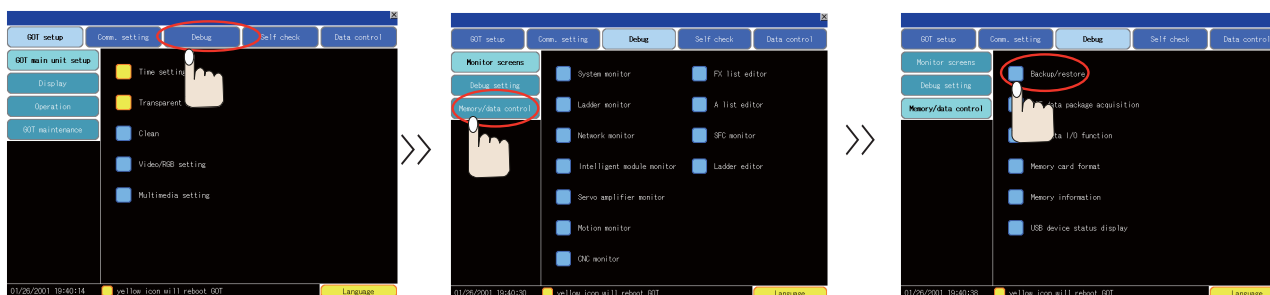 GOT setup
Comm. setting
Debug
Self check
Data control
GOT main unit setup
Display
Operation
GOT maintenance
Time setting
Transparent
Clean
Video/RGB setting
Multimedia setting
01/26/2001 19:40:14
yellow icon will reboot GOT
Language
GOT setup
Comm. setting
Debug
Self check
Data control
Monitor screens
Debug setting
Memory/data control
System monitor
Ladder monitor
Network monitor
Intelligent module monitor
Servo amplifier monitor
Motion monitor
CNC monitor
FX list editor
A list editor
SFC monitor
Ladder editor
01/26/2001 19:40:30
yellow icon will reboot GOT
Language
GOT setup
Comm. setting
Debug
Self check
Data control
Monitor screens
Debug setting
Memory/data control
Backup/restore
data package acquisition
I/O function
Memory card format
Memory information
USB device status display
01/26/2001 19:40:38
yellow icon will reboot GOT
Language